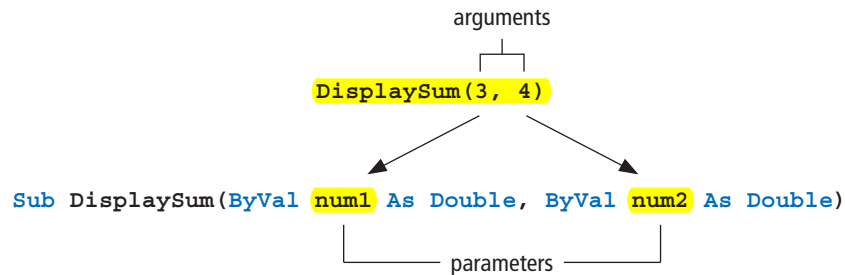 arguments
DisplaySum(3, 4)
Sub DisplaySum(ByVal num1 As Double, ByVal num2 As Double)
parameters